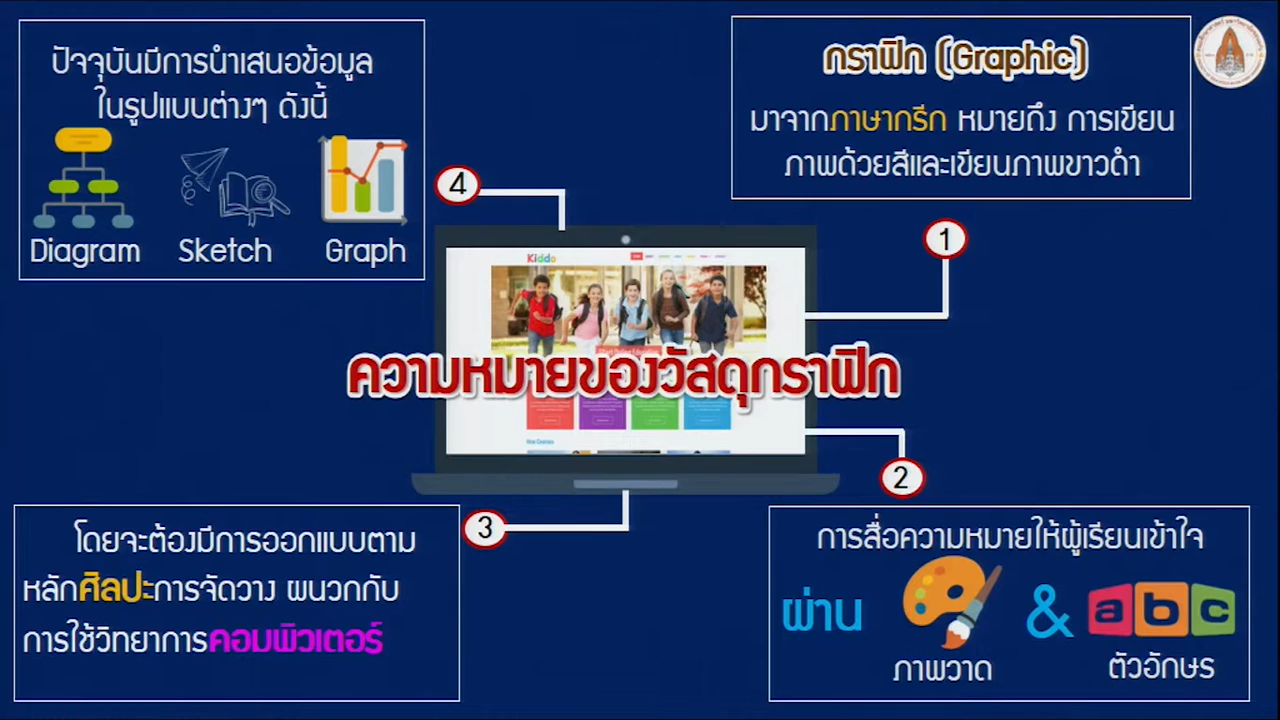 ปัจจุบันมีการนำเสนอข้อมูล
ในรูปแบบต่างๆ ดังนี้
Diagram Sketch Graph
4
กราฟิก (Graphic)
มาจากภาษากรีก หมายถึง การเขียน
ภาพด้วยสีและเขียนภาพขาวดำ
1
Kiddo
ความหมายของวัสดุกราฟิก
2
3
โดยจะต้องมีการออกแบบตาม
หลักศิลปะการจัดวาง ผนวกกับ
การใช้วิทยาการคอมพิวเตอร์
การสื่อความหมายให้ผู้เรียนเข้าใจ
ผ่าน & abc
ภาพวาด ตัวอักษร